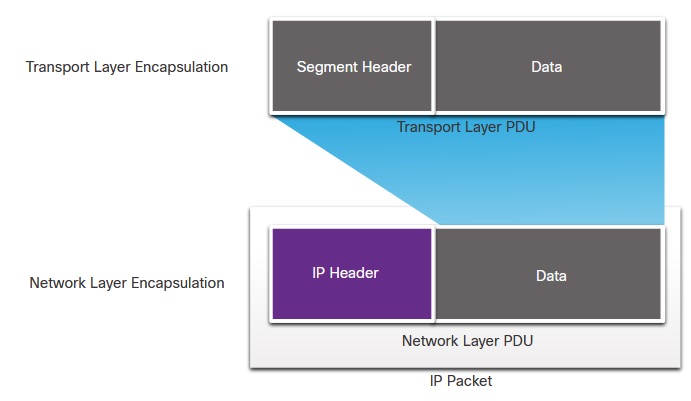 Transport Layer Encapsulation
Segment Header
Data
Transport Layer PDU
Network Layer Encapsulation
IP Header
Data
Network Layer PDU
IP Packet